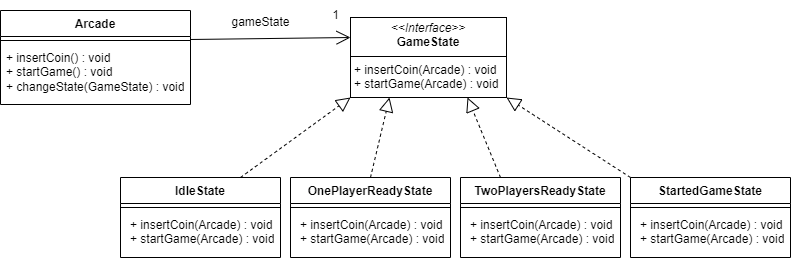 Arcade
+ insertCoin() : void
+ startGame() : void
+ changeState(GameState) : void
gameState
1
<<Interface>>
GameState
+ insertCoin(Arcade) : void
+ startGame(Arcade) : void
IdleState
+ insertCoin(Arcade) : void
+ startGame(Arcade) : void
OnePlayerReadyState
+ insertCoin(Arcade) : void
+ startGame(Arcade) : void
TwoPlayersReadyState
+ insertCoin(Arcade) : void
+ startGame(Arcade) : void
StartedGameState
+ insertCoin(Arcade) : void
+ startGame(Arcade) : void